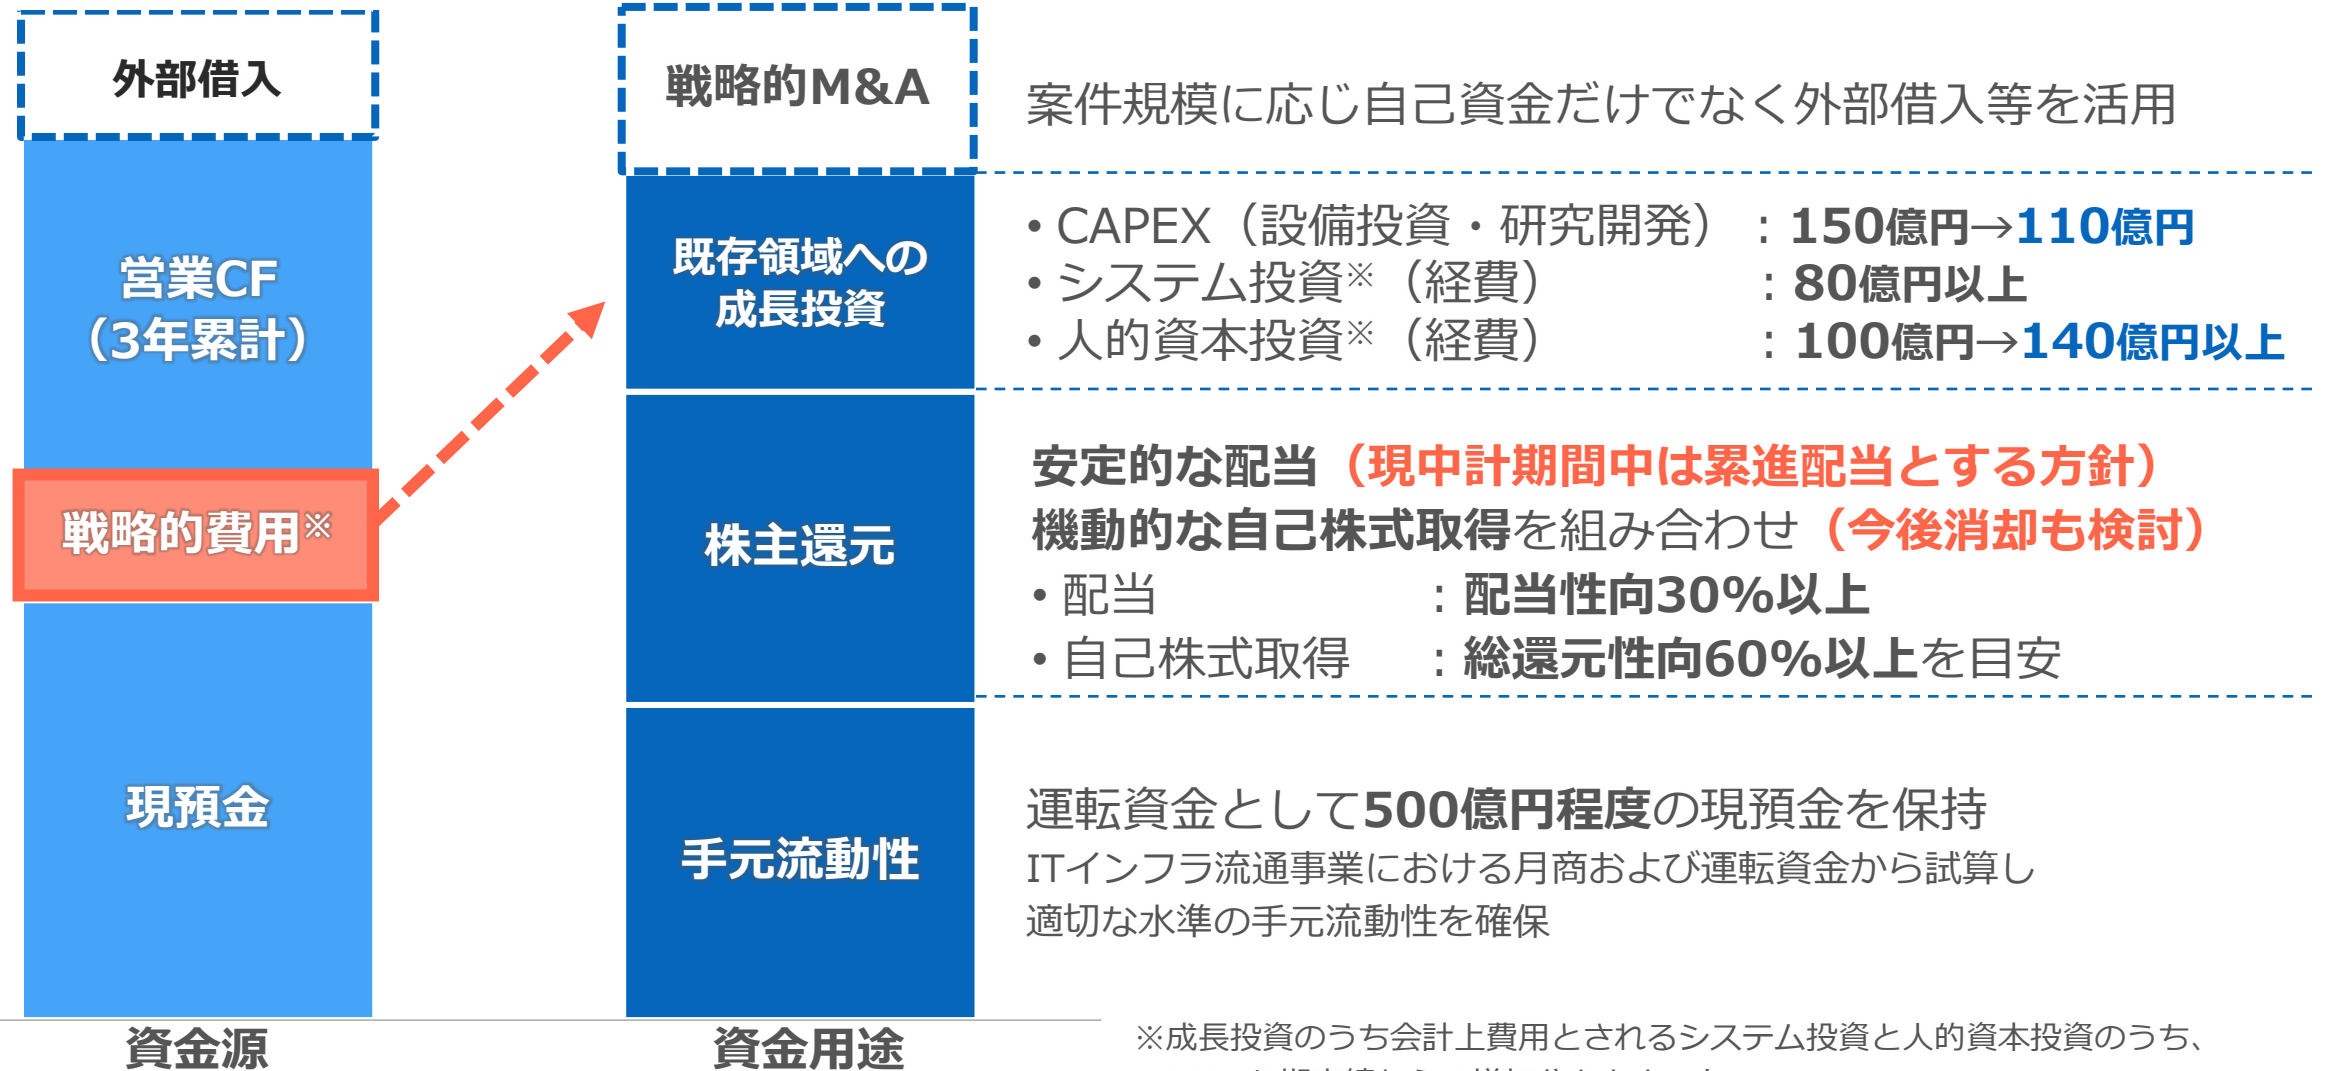 外部借入
営業CF
（3年累計）
戦略的費用※
現預金
資金源
戦略的M&A
既存領域への
成長投資
株主還元
手元流動性
資金用途
案件規模に応じ自己資金だけでなく外部借入等を活用
• CAPEX（設備投資・研究開発）：150億円→110億円
• システム投資※（経費）：80億円以上
• 人的資本投資※（経費）：100億円→140億円以上
安定的な配当（現中計期間中は累進配当とする方針）
機動的な自己株式取得を組み合わせ（今後消却も検討）
• 配当：配当性向30%以上
• 自己株式取得：総還元性向60%以上を目安
運転資金として500億円程度の現預金を保持
ITインフラ流通事業における月商および運転資金から試算し
適切な水準の手元流動性を確保
※成長投資のうち会計上費用とされるシステム投資と人的資本投資のうち、